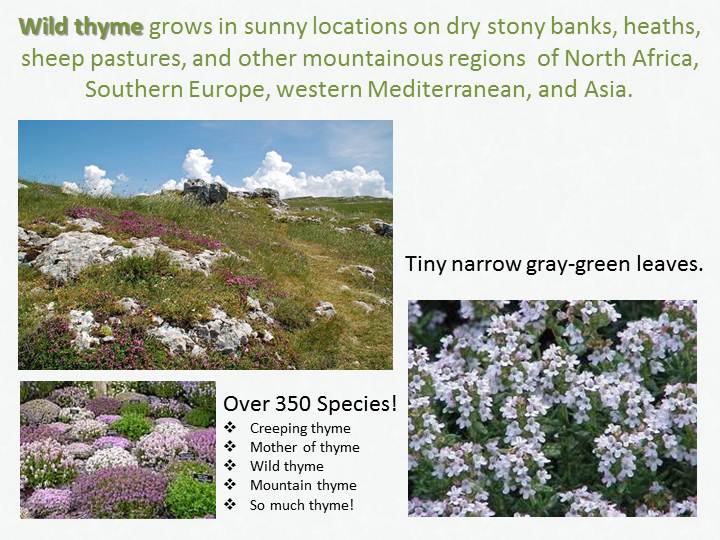 Wild thyme grows in sunny locations on dry stony banks, heaths,
sheep pastures, and other mountainous regions  of North Africa,
Southern Europe, western Mediterranean, and Asia.
Tiny narrow gray-green leaves.
Over 350 Species!
❖ Creeping thyme
❖ Mother of thyme
❖ Wild thyme
❖ Mountain thyme
❖ So much thyme!